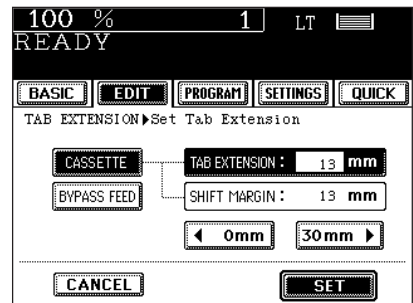 100 % 1 LT
READY
BASIC EDIT PROGRAM SETTINGS QUICK
TAB EXTENSION▶Set Tab Extension
CASSETTE TAB EXTENSION : 13 mm
BYPASS FEED SHIFT MARGIN : 13 mm
◀ 0mm 30mm ▶
CANCEL SET